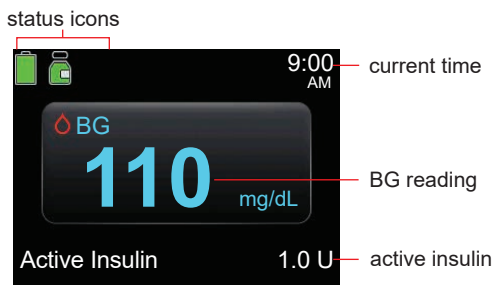 status icons
9:00
AM
current time
BG
110
mg/dL
BG reading
Active Insulin
1.0 U
active insulin